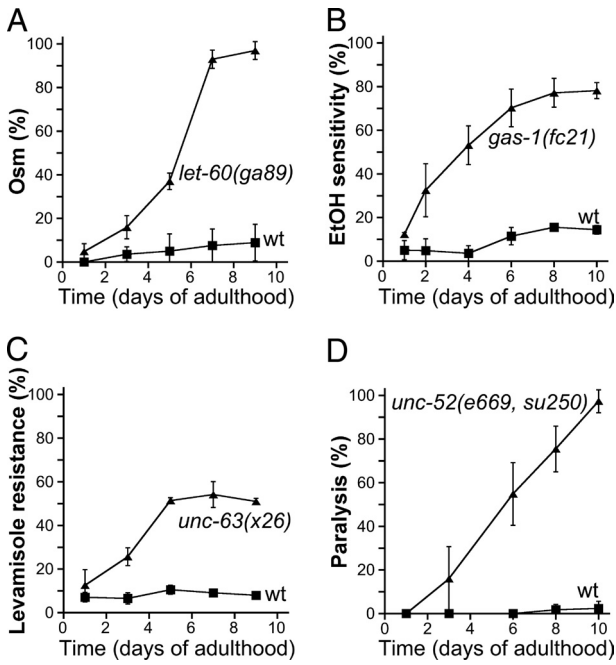 A
Osm (%)
100
80
60
40
20
0
let-60(ga89)
wt
0 2 4 6 8 10
Time (days of adulthood)
B
EtOH sensitivity (%)
100
80
60
40
20
0
gas-1(fc21)
wt
0 2 4 6 8 10
Time (days of adulthood)
C
Levamisole resistance (%)
100
80
60
40
20
0
unc-63(x26)
wt
0 2 4 6 8 10
Time (days of adulthood)
D
Paralysis (%)
100
80
60
40
20
0
unc-52(e669, su250)
wt
0 2 4 6 8 10
Time (days of adulthood)